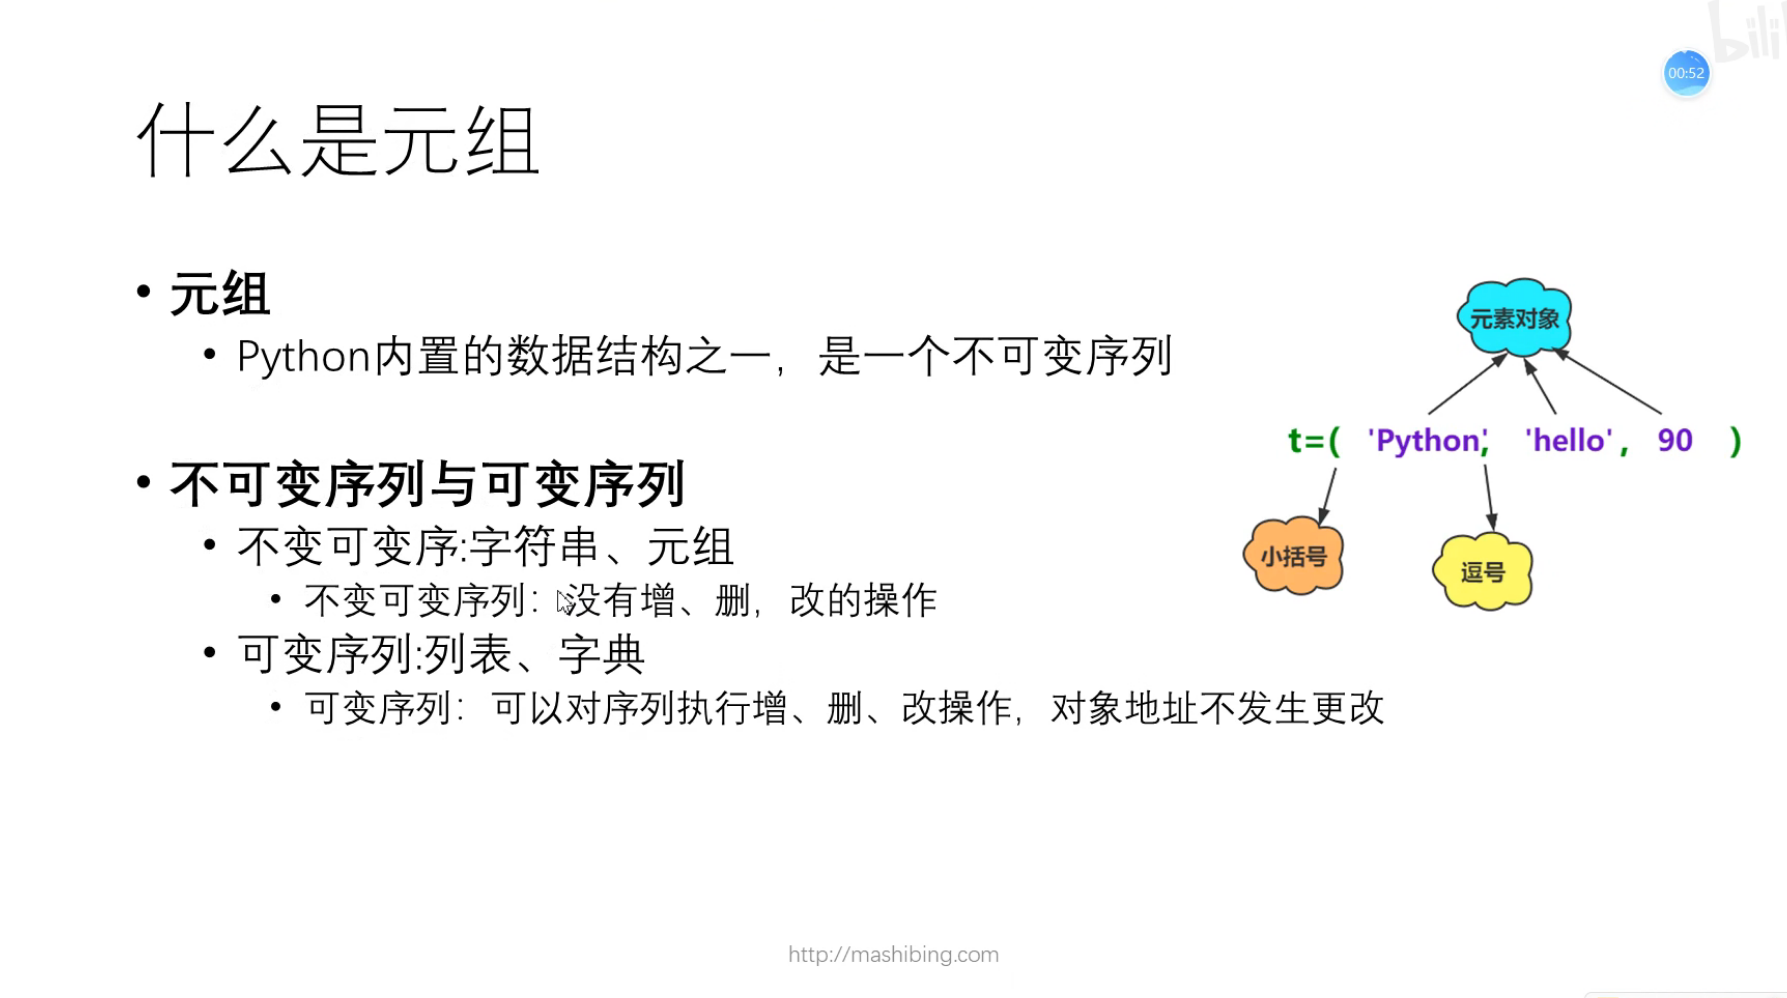 00:52
什么是元组
• 元组
• Python内置的数据结构之一，是一个不可变序列
• 不可变序列与可变序列
• 不变可变序:字符串、元组
• 不变可变序列：没有增、删，改的操作
• 可变序列:列表、字典
• 可变序列：可以对序列执行增、删、改操作，对象地址不发生更改
元素对象
t=( 'Python', 'hello', 90 )
小括号
逗号
http://mashibing.com